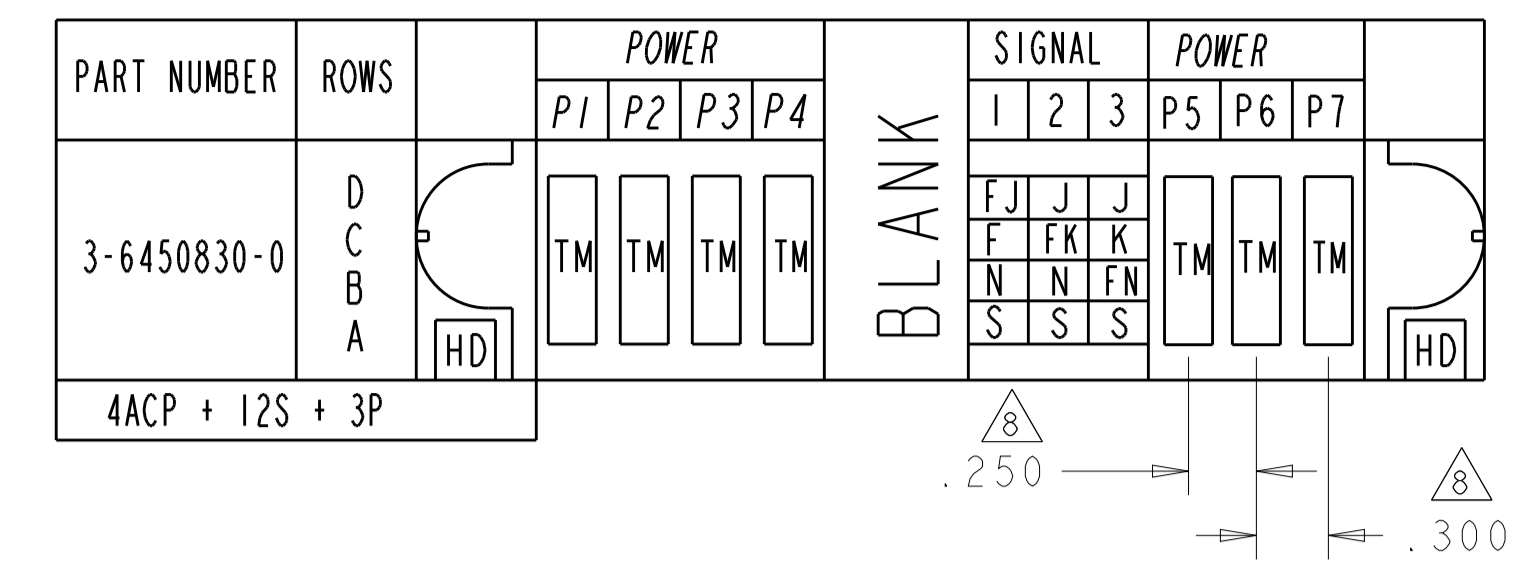 PART NUMBER ROWS POWER BLANK SIGNAL POWER
P1 P2 P3 P4 1 2 3 P5 P6 P7
3-6450830-0
D
C
B
A
HD
TM TM TM TM
FJ J J
F FK K
N N FN
S S S
TM TM TM
HD
4ACP + 12S + 3P
8
.250
8
.300